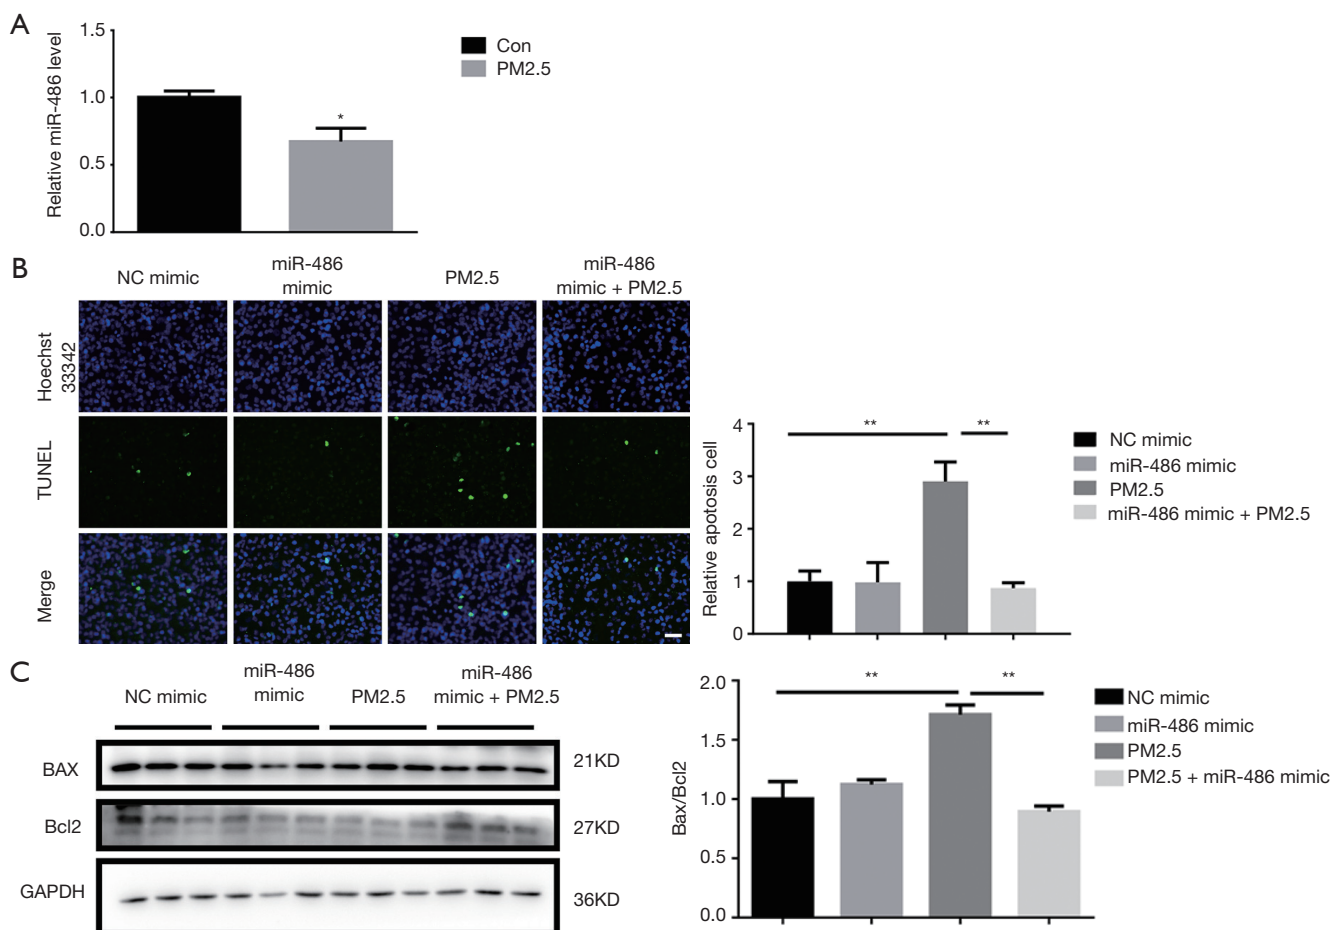 A
1.5
1.0
0.5
0.0
Relative miR-486 level
*
Con
PM2.5
B
NC mimic
miR-486
mimic
PM2.5
miR-486
mimic + PM2.5
Hoechst
33342
TUNEL
Merge
4
3
2
1
0
Relative apotosis cell
**
**
NC mimic
miR-486 mimic
PM2.5
miR-486 mimic + PM2.5
C
NC mimic
miR-486
mimic
PM2.5
miR-486
mimic + PM2.5
BAX
21KD
Bcl2
27KD
GAPDH
36KD
2.0
1.5
1.0
0.5
0.0
Bax/Bcl2
**
**
NC mimic
miR-486 mimic
PM2.5
PM2.5 + miR-486 mimic